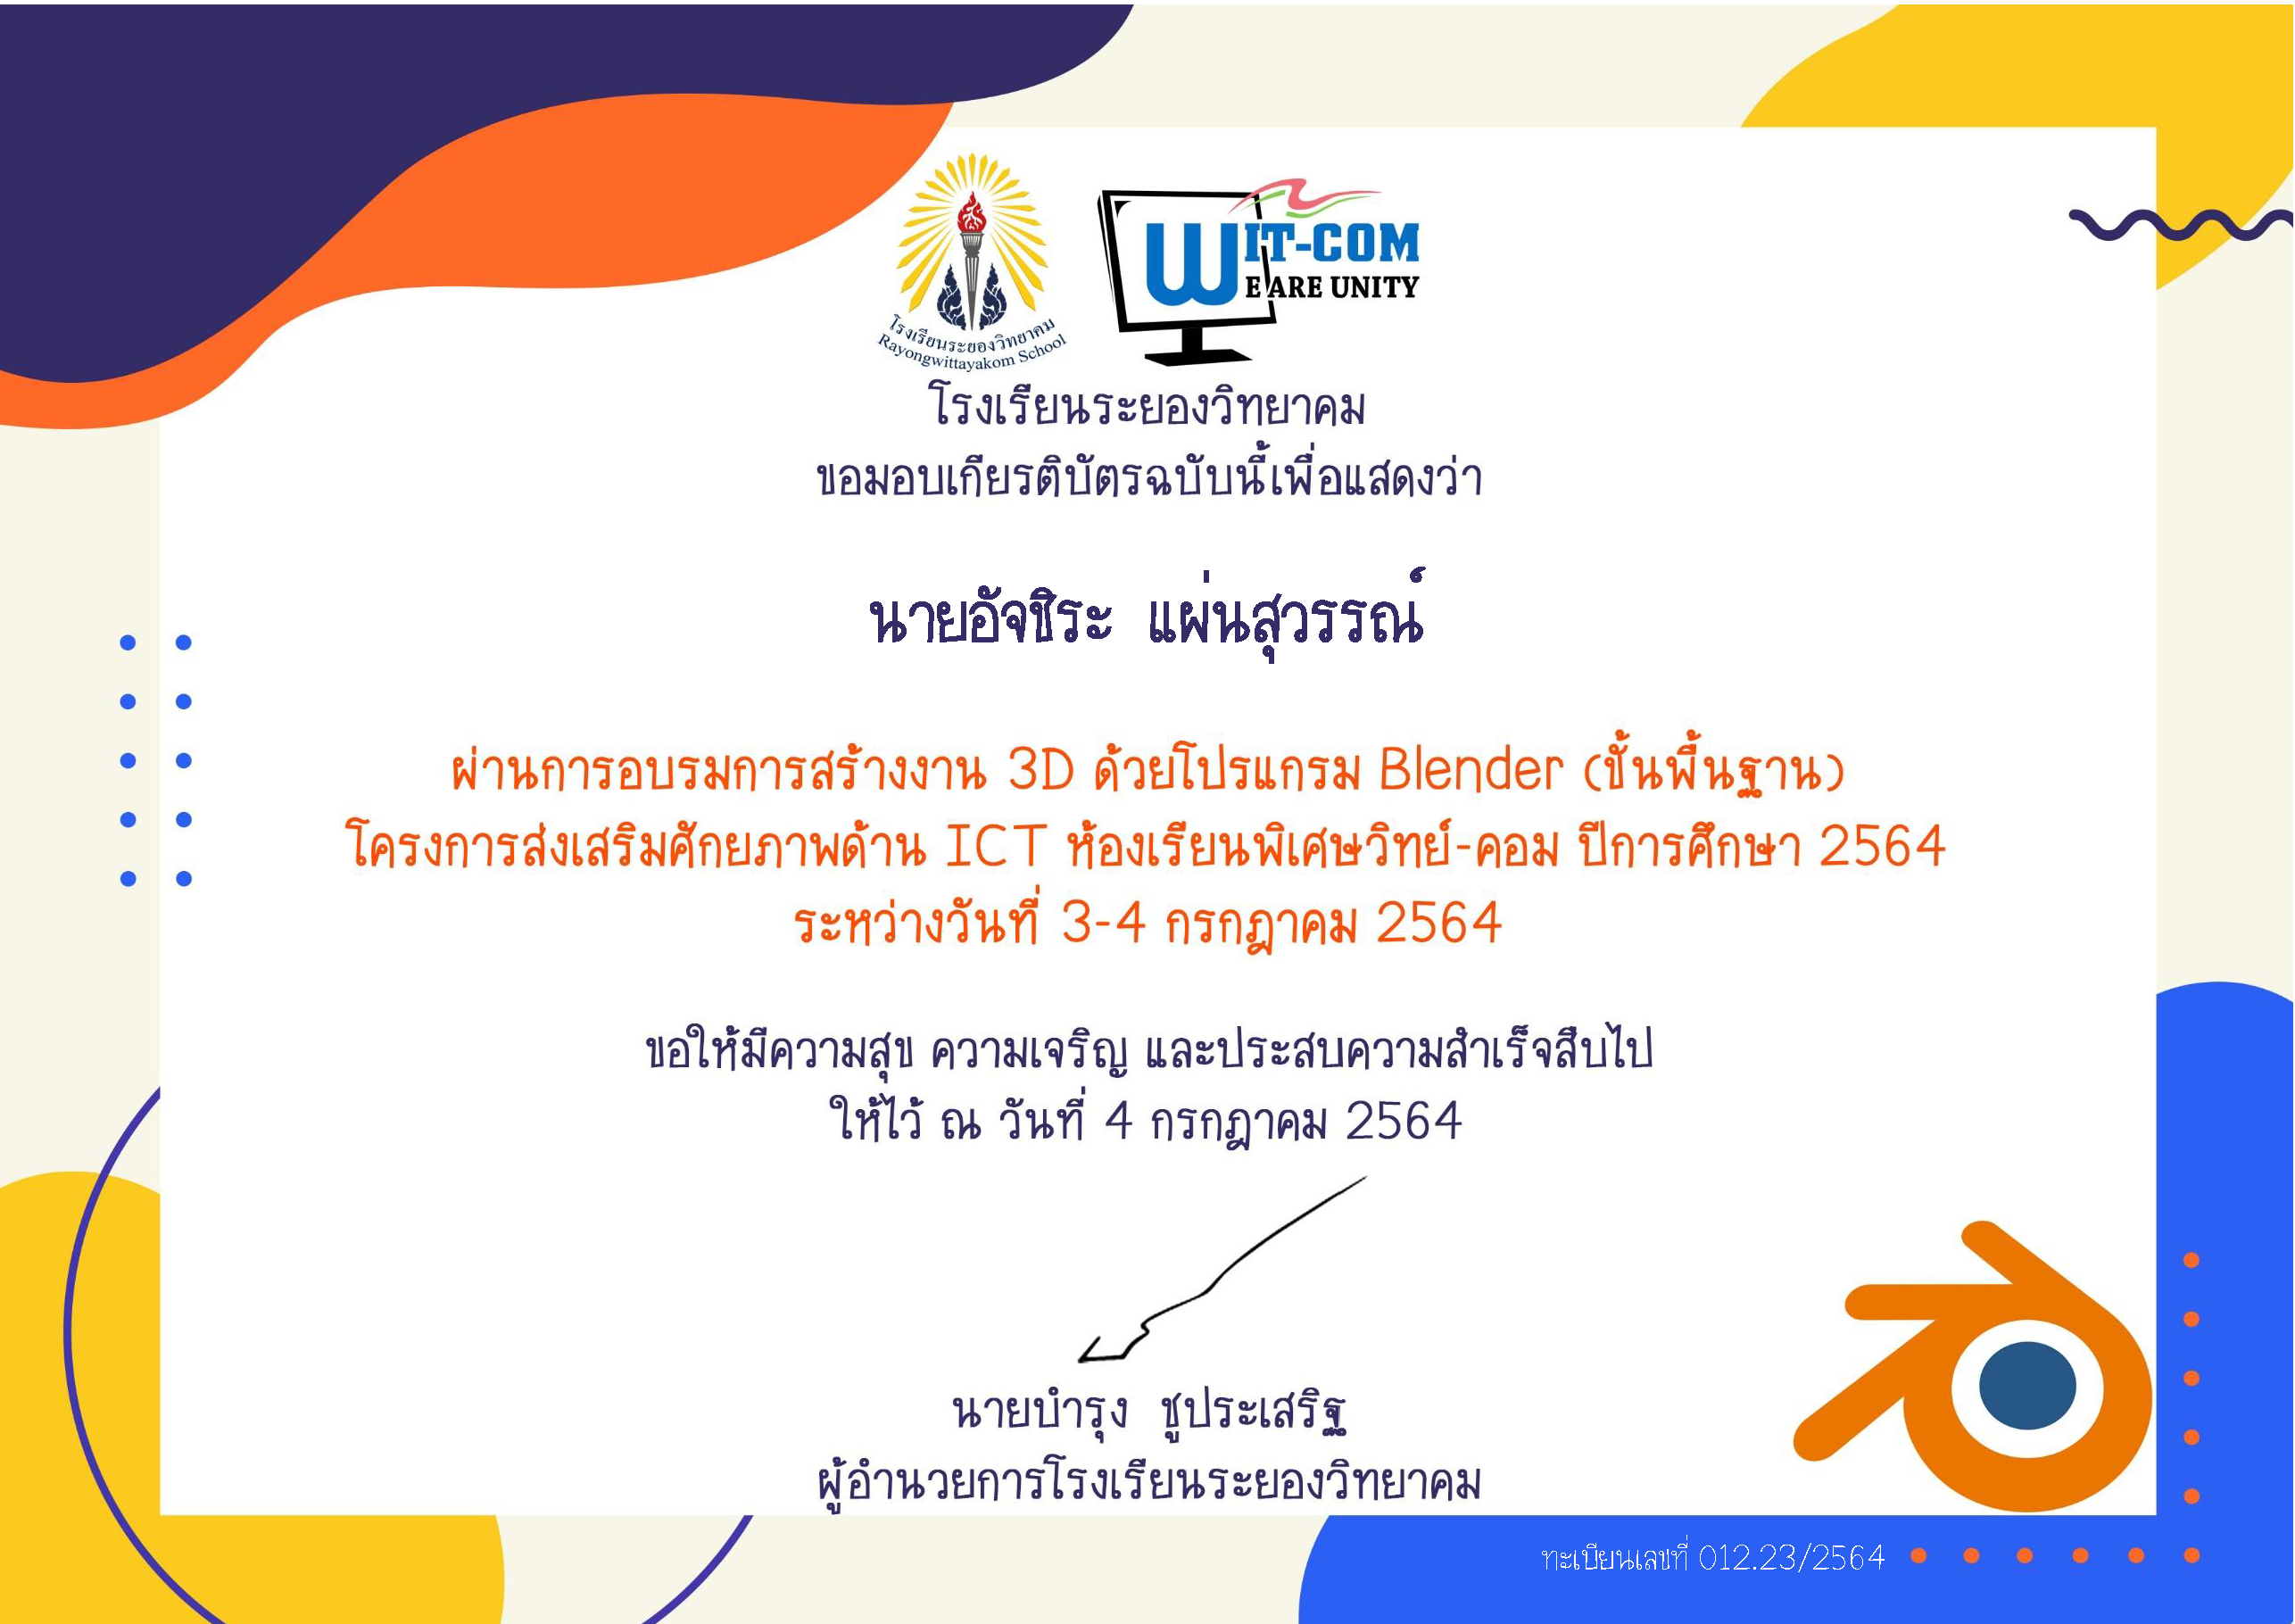 โรงเรียนระยองวิทยาคม
Rayongwittayakom School
WIT-COM
WE ARE UNITY
โรงเรียนระยองวิทยาคม
ขอมอบเกียรติบัตรฉบับนี้เพื่อแสดงว่า
นายอัจชิระ แผ่นสุวรรณ์
ผ่านการอบรมการสร้างงาน 3D ด้วยโปรแกรม Blender (ชั้นพื้นฐาน)
โครงการส่งเสริมศักยภาพด้าน ICT ห้องเรียนพิเศษวิทย์-คอม ปีการศึกษา 2564
ระหว่างวันที่ 3-4 กรกฎาคม 2564
ขอให้มีความสุข ความเจริญ และประสบความสำเร็จสืบไป
ให้ไว้ ณ วันที่ 4 กรกฎาคม 2564
นายบำรุง ชูประเสริฐ
ผู้อำนวยการโรงเรียนระยองวิทยาคม
ทะเบียนเลขที่ 012.23/2564